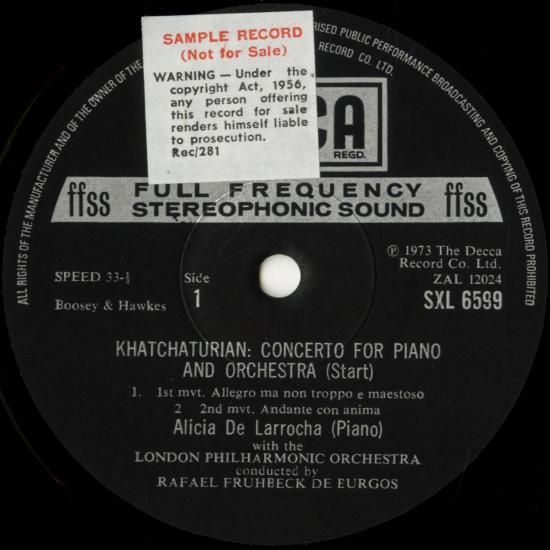 SAMPLE RECORD
(Not for Sale)
WARNING — Under the
copyright Act, 1956,
any person offering
this record for sale
renders himself liable
to prosecution.
Rec/281
ALL RIGHTS OF THE MANUFACTURER AND OF THE OWNER OF THE
RISED PUBLIC PERFORMANCE BROADCASTING AND COPYING OF THIS RECORD PROHIBITED
RECORD CO. LTD.
CA
REGD.
ffss FULL FREQUENCY ffss
STEREOPHONIC SOUND
SPEED 33-⅓
Side
1
Boosey & Hawkes
℗ 1973 The Decca
Record Co. Ltd.
ZAL 12024
SXL 6599
KHATCHATURIAN: CONCERTO FOR PIANO
AND ORCHESTRA (Start)
1. 1st mvt. Allegro ma non troppo e maestoso
2 2nd mvt. Andante con anima
Alicia De Larrocha (Piano)
with the
LONDON PHILHARMONIC ORCHESTRA
conducted by
RAFAEL FRUHBECK DE EURGOS